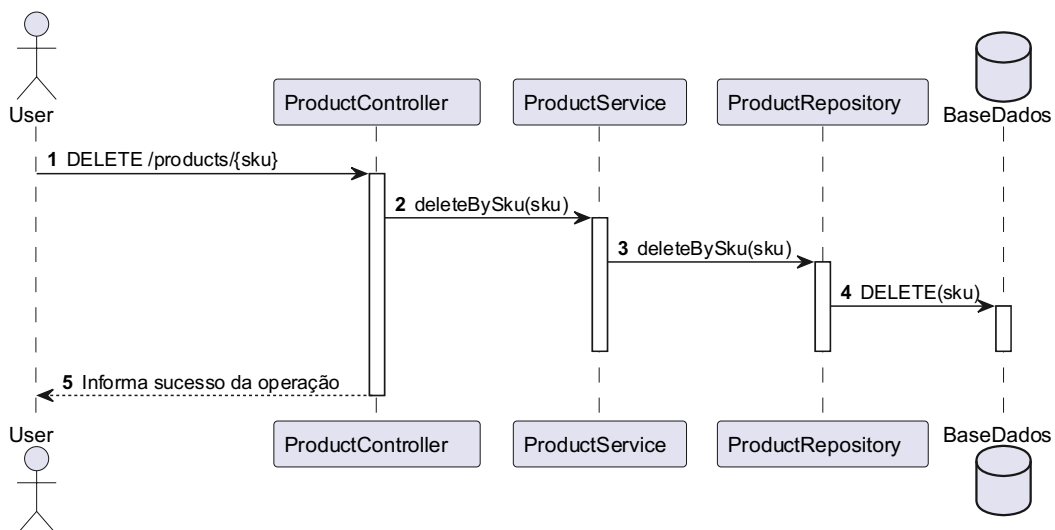 User
ProductController
ProductService
ProductRepository
BaseDados
1 DELETE /products/{sku}
2 deleteBySku(sku)
3 deleteBySku(sku)
4 DELETE(sku)
5 Informa sucesso da operação
User
ProductController
ProductService
ProductRepository
BaseDados